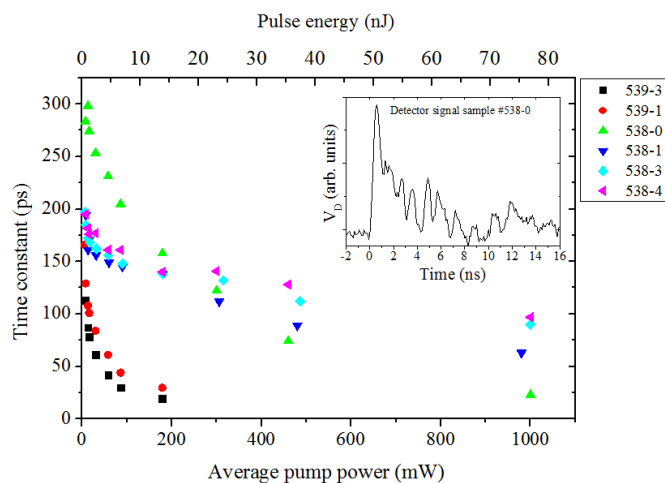 Pulse energy (nJ)
0 10 20 30 40 50 60 70 80
300
250
200
150
100
50
0
Time constant (ps)
Detector signal sample #538-0
V_D (arb. units)
-2 0 2 4 6 8 10 12 14 16
Time (ns)
539-3
539-1
538-0
538-1
538-3
538-4
0 200 400 600 800 1000
Average pump power (mW)